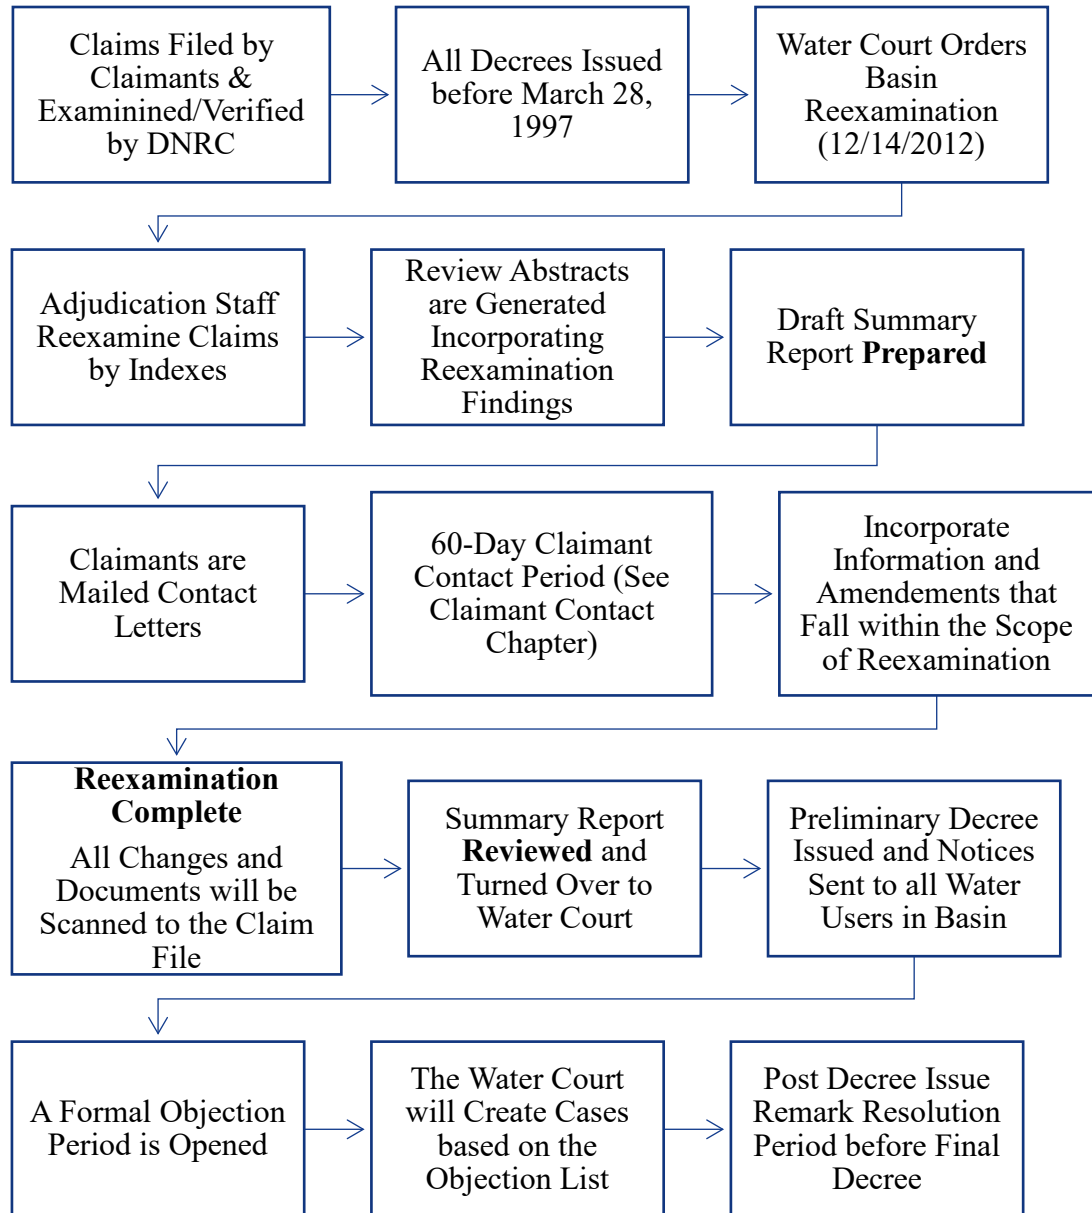 Claims Filed by
Claimants &
Examinined/Verified
by DNRC
All Decrees Issued
before March 28,
1997
Water Court Orders
Basin
Reexamination
(12/14/2012)
Adjudication Staff
Reexamine Claims
by Indexes
Review Abstracts
are Generated
Incorporating
Reexamination
Findings
Draft Summary
Report Prepared
Claimants are
Mailed Contact
Letters
60-Day Claimant
Contact Period (See
Claimant Contact
Chapter)
Incorporate
Information and
Amendements that
Fall within the Scope
of Reexamination
Reexamination
Complete
All Changes and
Documents will be
Scanned to the Claim
File
Summary Report
Reviewed and
Turned Over to
Water Court
Preliminary Decree
Issued and Notices
Sent to all Water
Users in Basin
A Formal Objection
Period is Opened
The Water Court
will Create Cases
based on the
Objection List
Post Decree Issue
Remark Resolution
Period before Final
Decree